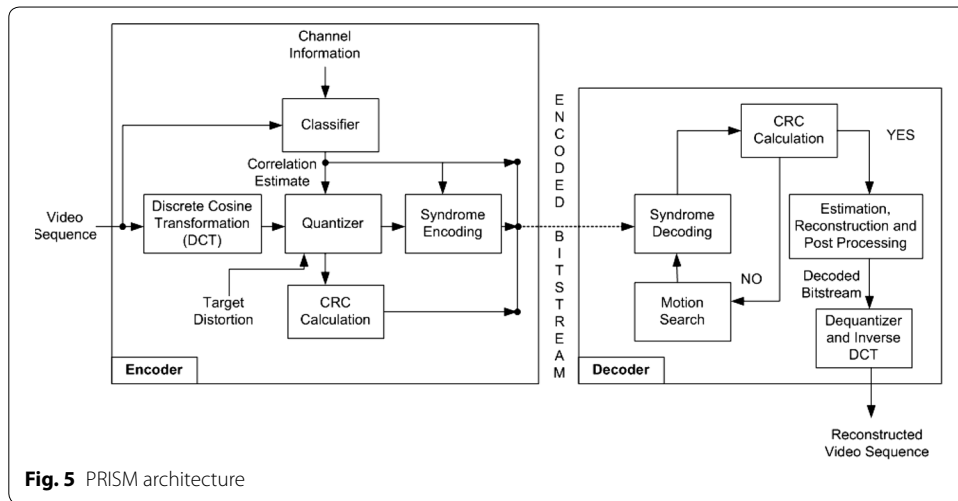 Channel
Information
Classifier
Correlation
Estimate
Video
Sequence
Discrete Cosine
Transformation
(DCT)
Quantizer
Syndrome
Encoding
Target
Distortion
CRC
Calculation
Encoder
ENCODED BITSTREAM
CRC
Calculation
YES
Syndrome
Decoding
Estimation,
Reconstruction and
Post Processing
NO
Motion
Search
Decoded
Bitstream
Dequantizer
and Inverse
DCT
Decoder
Reconstructed
Video Sequence
Fig. 5 PRISM architecture